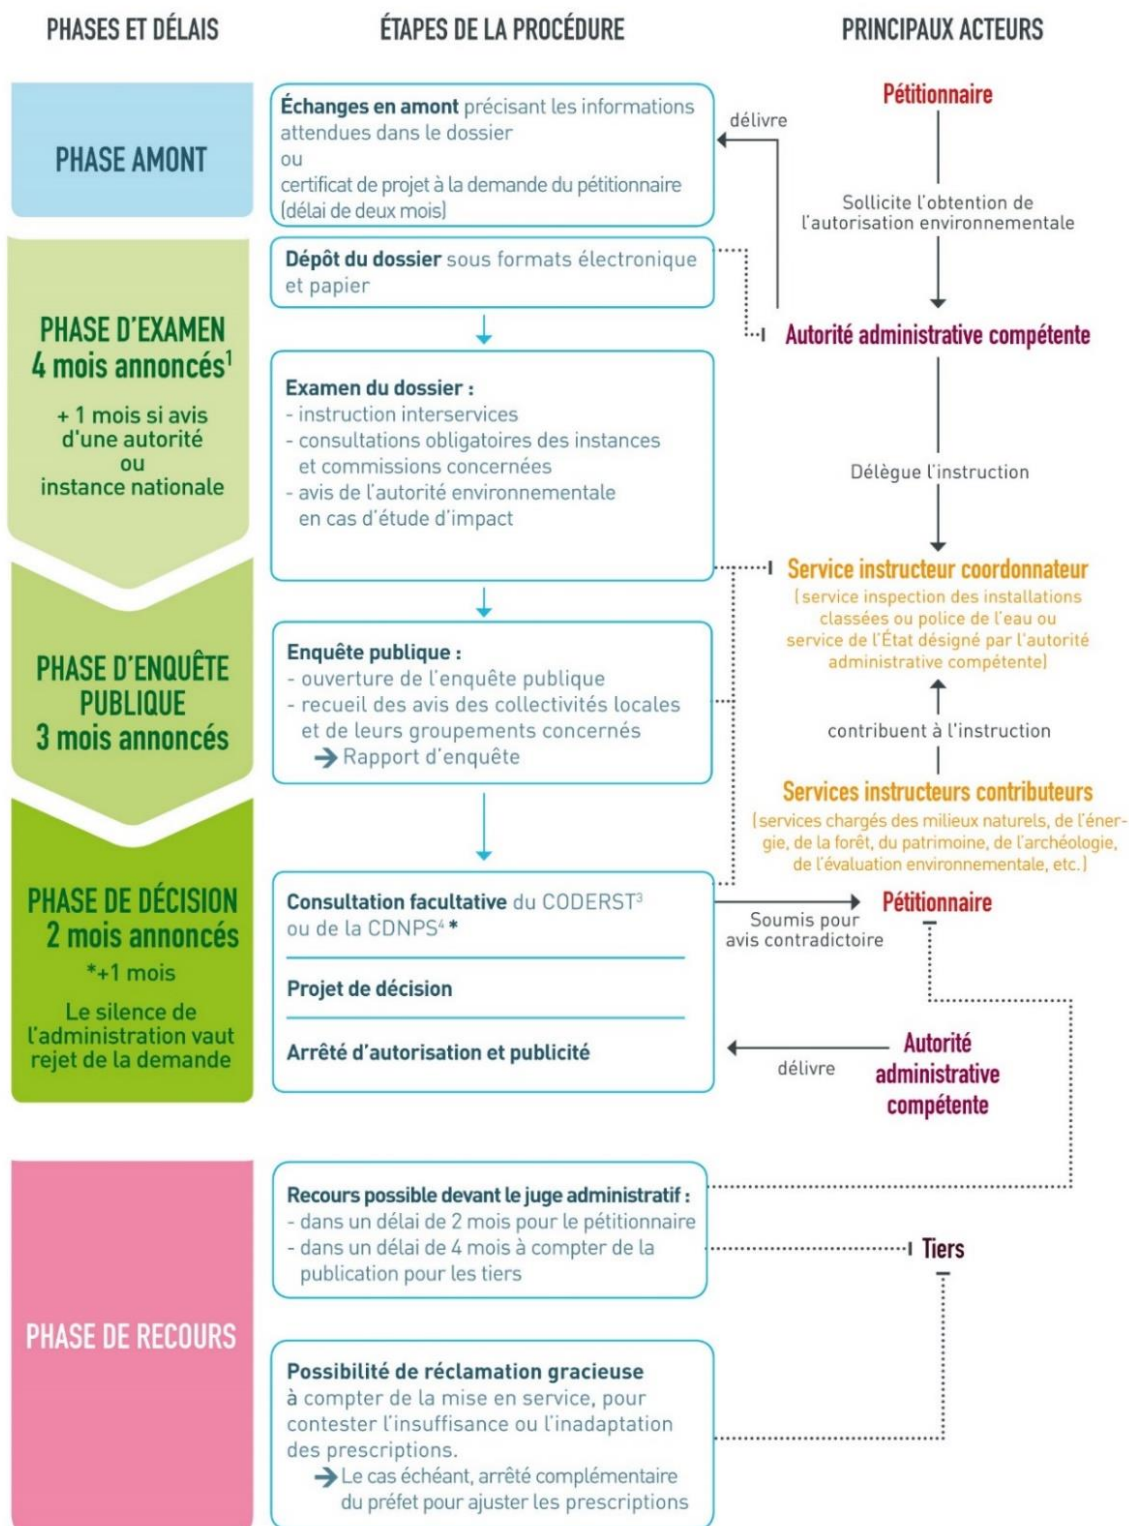 PHASES ET DÉLAIS
ÉTAPES DE LA PROCÉDURE
PRINCIPAUX ACTEURS
PHASE AMONT
Échanges en amont précisant les informations
attendues dans le dossier
ou
certificat de projet à la demande du pétitionnaire
(délai de deux mois)
délivre
Pétitionnaire
Sollicite l'obtention de
l'autorisation environnementale
PHASE D'EXAMEN
4 mois annoncés¹
+ 1 mois si avis
d'une autorité
ou
instance nationale
Dépôt du dossier sous formats électronique
et papier
Autorité administrative compétente
Examen du dossier :
- instruction interservices
- consultations obligatoires des instances
et commissions concernées
- avis de l'autorité environnementale
en cas d'étude d'impact
Délègue l'instruction
Service instructeur coordonnateur
(service inspection des installations
classées ou police de l'eau ou
service de l'État désigné par l'autorité
administrative compétente)
PHASE D'ENQUÊTE
PUBLIQUE
3 mois annoncés
Enquête publique :
- ouverture de l'enquête publique
- recueil des avis des collectivités locales
et de leurs groupements concernés
→ Rapport d'enquête
contribuent à l'instruction
Services instructeurs contributeurs
(services chargés des milieux naturels, de l'éner-
gie, de la forêt, du patrimoine, de l'archéologie,
de l'évaluation environnementale, etc.)
PHASE DE DÉCISION
2 mois annoncés
*+1 mois
Le silence de
l'administration vaut
rejet de la demande
Consultation facultative du CODERST³
ou de la CDNPS⁴ *
Projet de décision
Arrêté d'autorisation et publicité
Soumis pour
avis contradictoire
Pétitionnaire
délivre
Autorité
administrative
compétente
PHASE DE RECOURS
Recours possible devant le juge administratif :
- dans un délai de 2 mois pour le pétitionnaire
- dans un délai de 4 mois à compter de la
publication pour les tiers
Tiers
Possibilité de réclamation gracieuse
à compter de la mise en service, pour
contester l'insuffisance ou l'inadaptation
des prescriptions.
→ Le cas échéant, arrêté complémentaire
du préfet pour ajuster les prescriptions